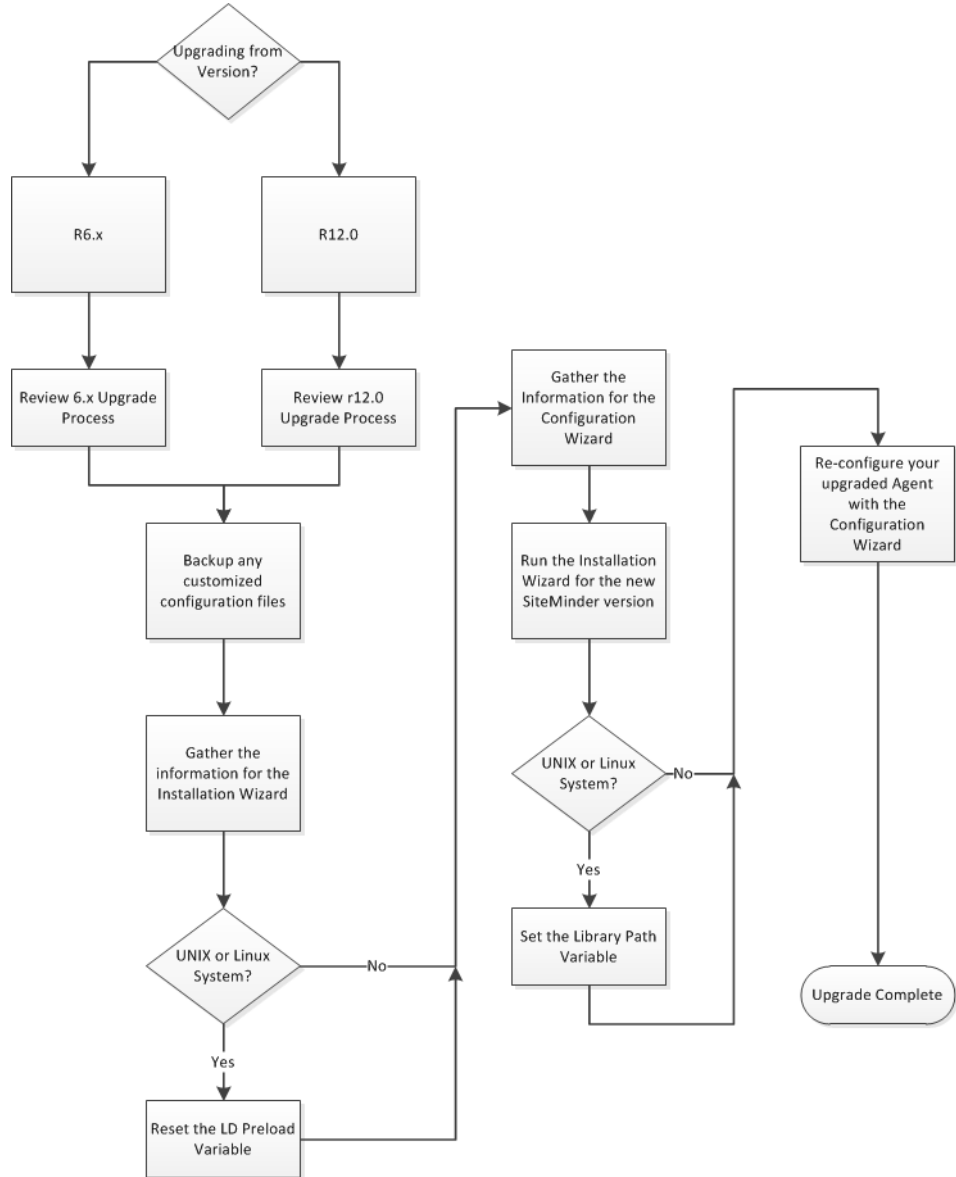 Upgrading from
Version?
R6.x
R12.0
Review 6.x Upgrade
Process
Review r12.0
Upgrade Process
Backup any
customized
configuration files
Gather the
information for the
Installation Wizard
UNIX or Linux
System?
No
Yes
Reset the LD Preload
Variable
Gather the
Information for the
Configuration
Wizard
Run the Installation
Wizard for the new
SiteMinder version
UNIX or Linux
System?
No
Yes
Set the Library Path
Variable
Re-configure your
upgraded Agent
with the
Configuration
Wizard
Upgrade Complete